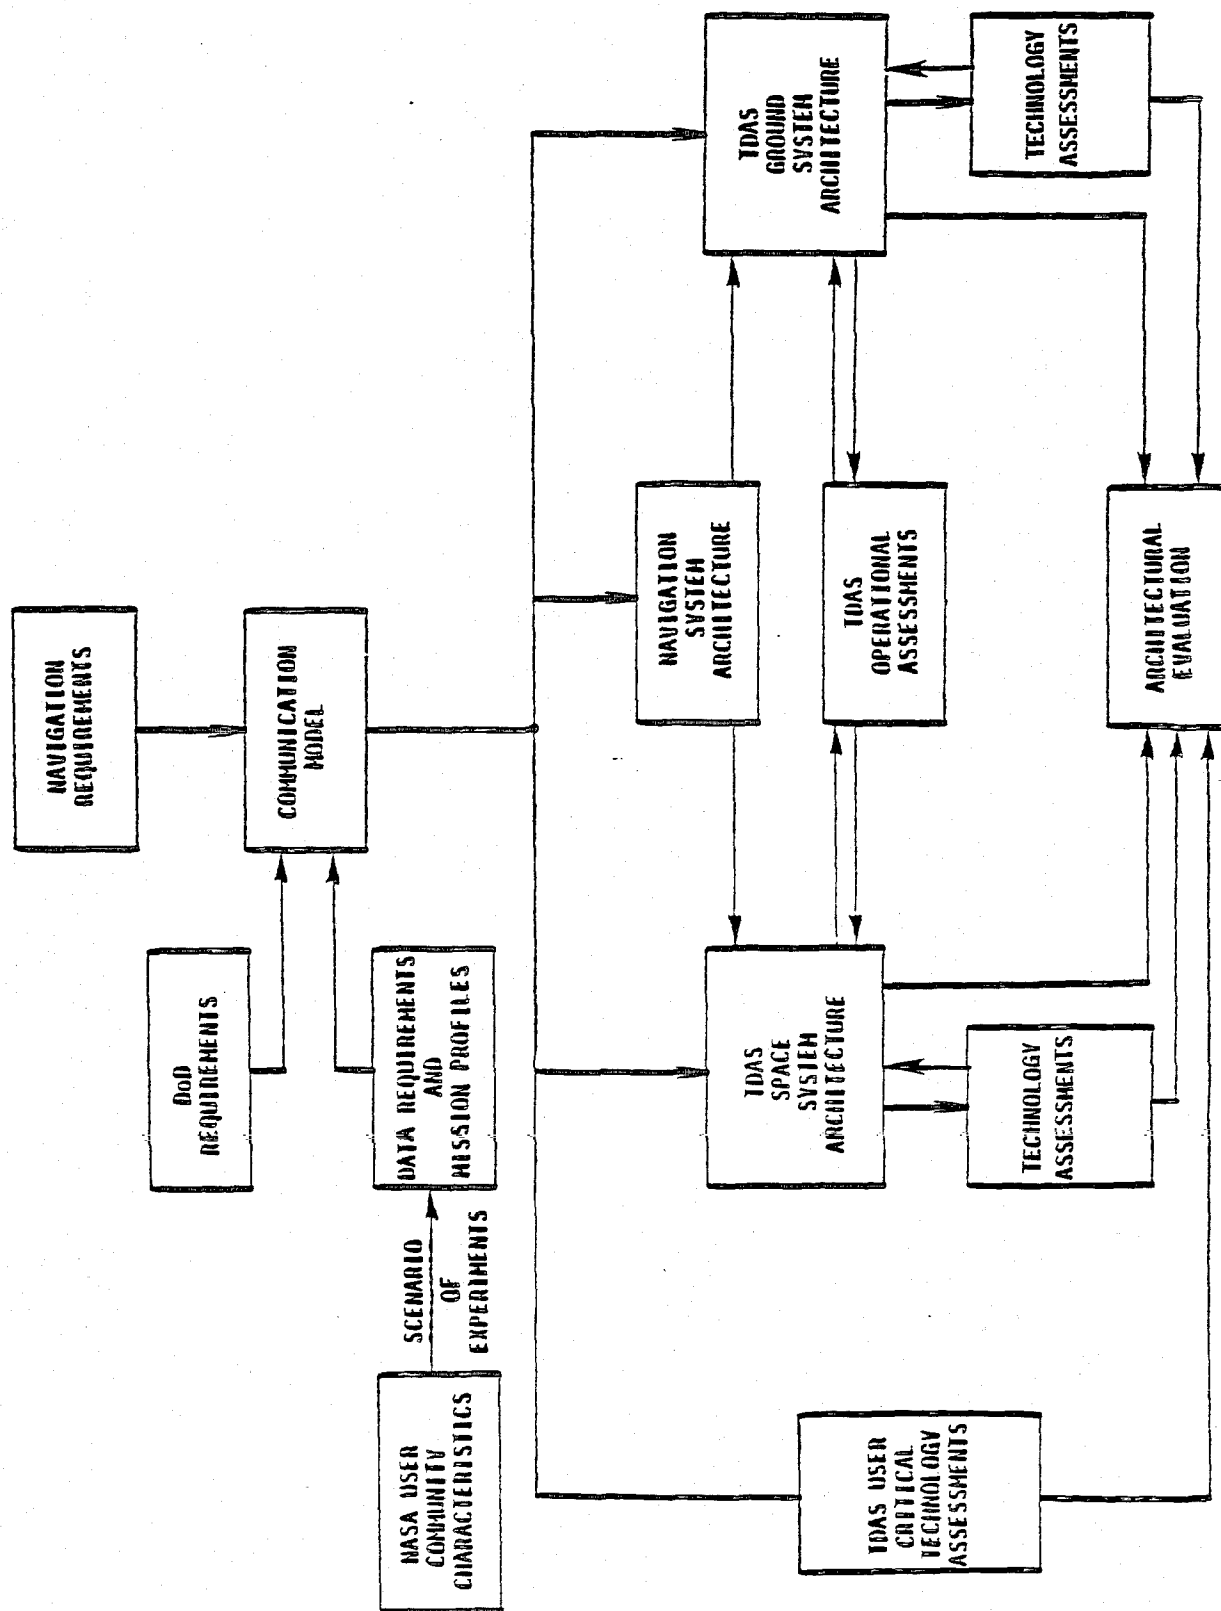 NAVIGATION
REQUIREMENTS
DoD
REQUIREMENTS
COMMUNICATION
MODEL
NASA USER
COMMUNITY
CHARACTERISTICS
SCENARIO
OF
EXPERIMENTS
DATA REQUIREMENTS
AND
MISSION PROFILES
NAVIGATION
SYSTEM
ARCHITECTURE
TDAS USER
CRITICAL
TECHNOLOGY
ASSESSMENTS
TDAS
SPACE
SYSTEM
ARCHITECTURE
TDAS
OPERATIONAL
ASSESSMENTS
TDAS
GROUND
SYSTEM
ARCHITECTURE
TECHNOLOGY
ASSESSMENTS
TECHNOLOGY
ASSESSMENTS
ARCHITECTURAL
EVALUATION